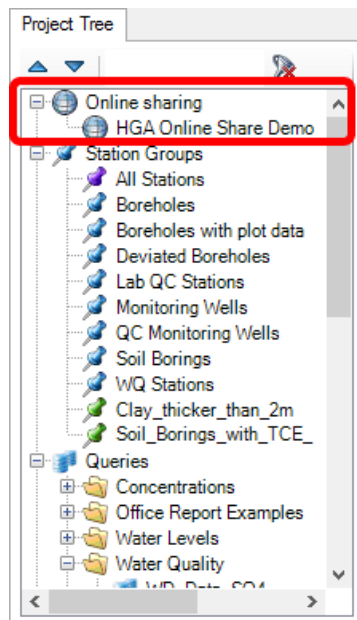 Project Tree
Online sharing
HGA Online Share Demo
Station Groups
All Stations
Boreholes
Boreholes with plot data
Deviated Boreholes
Lab QC Stations
Monitoring Wells
QC Monitoring Wells
Soil Borings
WQ Stations
Clay_thicker_than_2m
Soil_Borings_with_TCE_
Queries
Concentrations
Office Report Examples
Water Levels
Water Quality